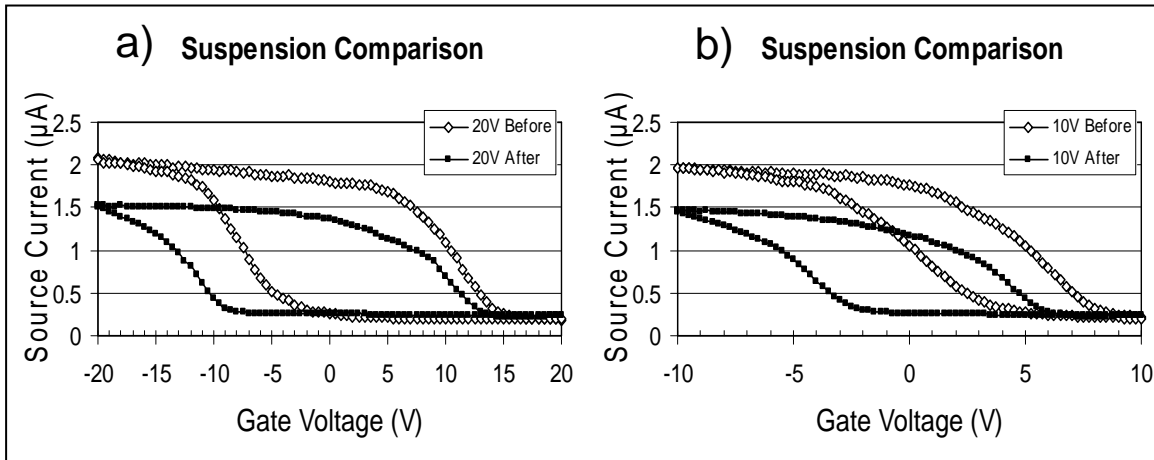 a) Suspension Comparison
Source Current (µA)
2.5
2
1.5
1
0.5
0
20V Before
20V After
-20 -15 -10 -5 0 5 10 15 20
Gate Voltage (V)
b) Suspension Comparison
Source Current (µA)
2.5
2
1.5
1
0.5
0
10V Before
10V After
-10 -5 0 5 10
Gate Voltage (V)